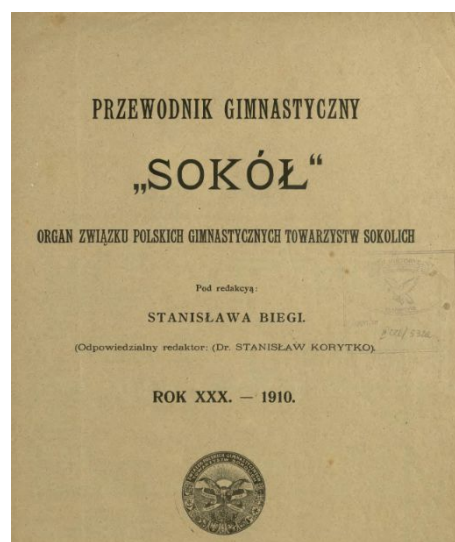 PRZEWODNIK GIMNASTYCZNY
„SOKÓŁ“
ORGAN ZWIĄZKU POLSKICH GIMNASTYCZNYCH TOWARZYSTW SOKOLICH
Pod redakcyą:
STANISŁAWA BIEGI.
(Odpowiedzialny redaktor: (Dr. STANISŁAW KORYTKO).
ROK XXX. — 1910.